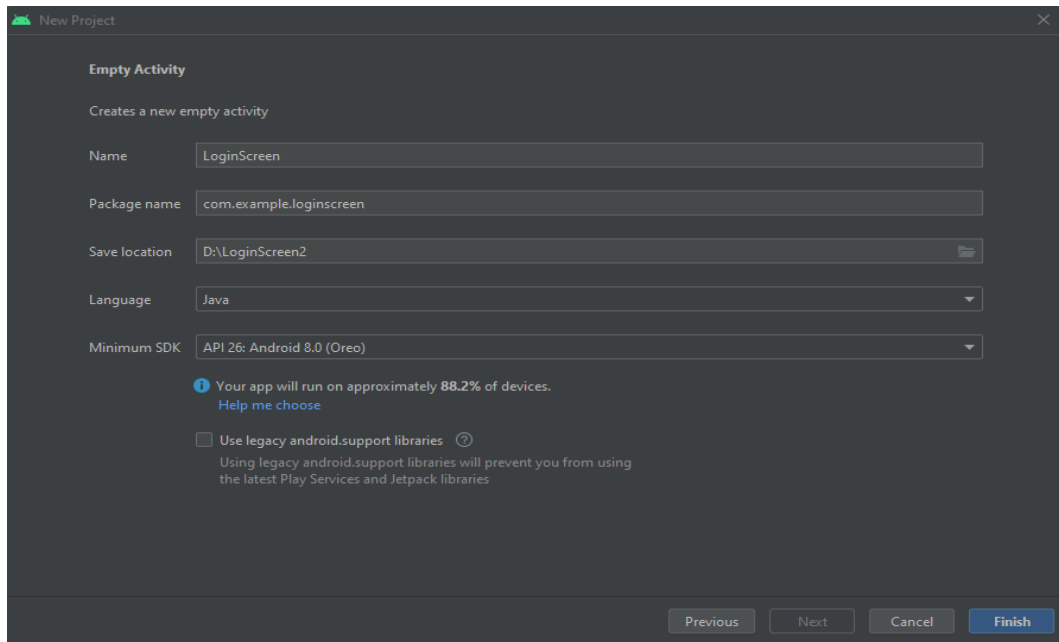 New Project
Empty Activity
Creates a new empty activity
Name LoginScreen
Package name com.example.loginscreen
Save location D:\LoginScreen2
Language Java
Minimum SDK API 26: Android 8.0 (Oreo)
Your app will run on approximately 88.2% of devices.
Help me choose
Use legacy android.support libraries ?
Using legacy android.support libraries will prevent you from using
the latest Play Services and Jetpack libraries
Previous Next Cancel Finish